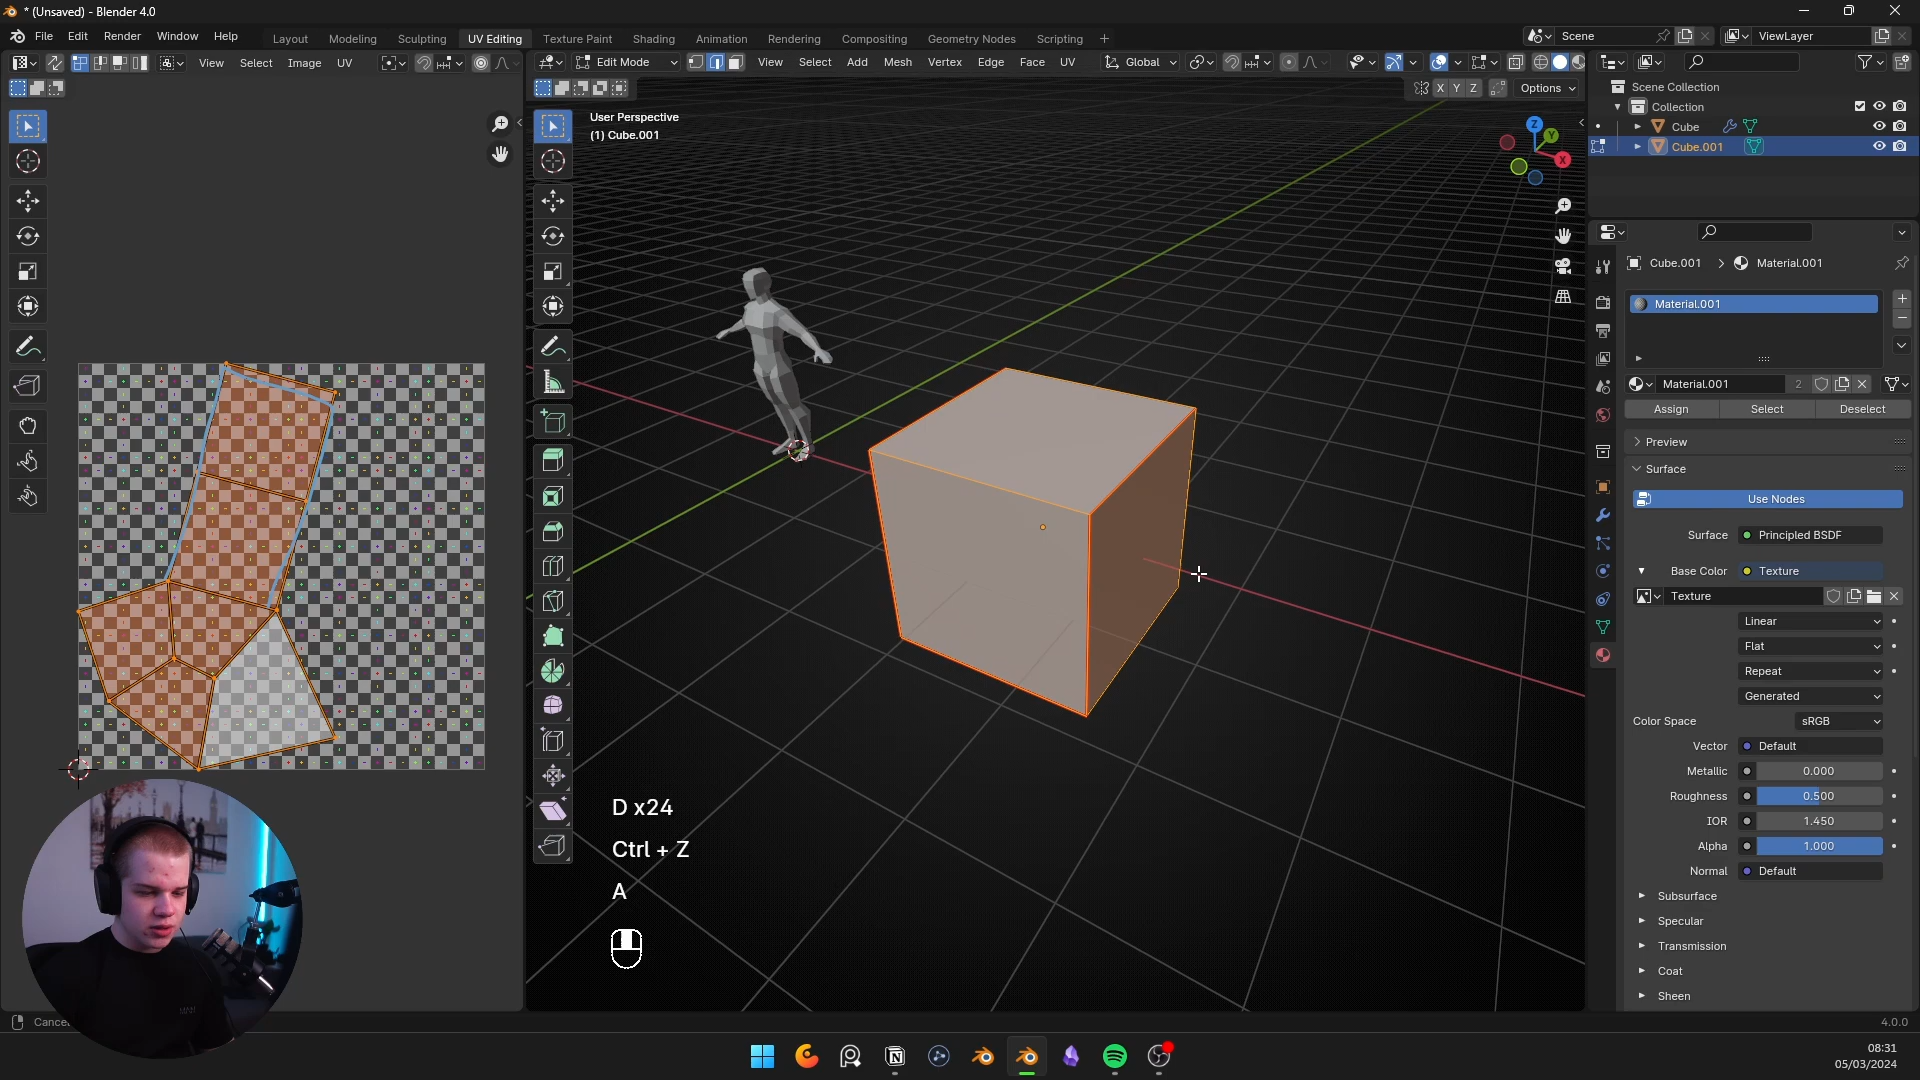 * (Unsaved) - Blender 4.0
File Edit Render Window Help
Layout Modeling Sculpting UV Editing Texture Paint Shading Animation Rendering Compositing Geometry Nodes Scripting +
Scene
ViewLayer
View Select Image UV
Edit Mode View Select Add Mesh Vertex Edge Face UV
Global
X Y Z Options
User Perspective
(1) Cube.001
Z
Y
X
Scene Collection
Collection
Cube
Cube.001
Cube.001 > Material.001
Material.001
Material.001 2
Assign Select Deselect
Preview
Surface
Use Nodes
Surface Principled BSDF
Base Color Texture
Texture
Linear
Flat
Repeat
Generated
Color Space sRGB
Vector Default
Metallic 0.000
Roughness 0.500
IOR 1.450
Alpha 1.000
Normal Default
Subsurface
Specular
Transmission
Coat
Sheen
D x24
Ctrl + Z
A
4.0.0
08:31
05/03/2024